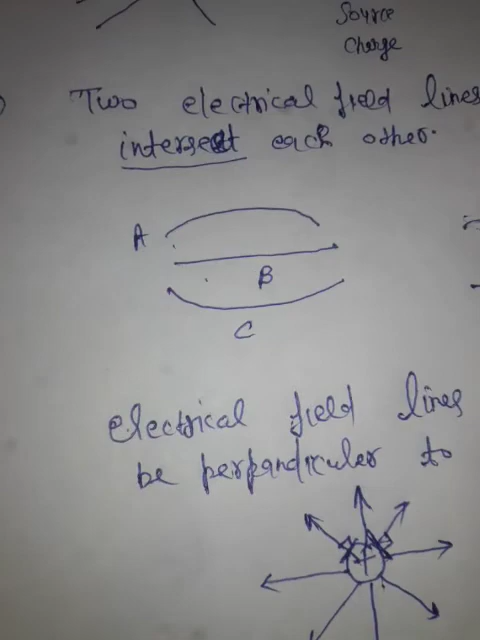 Source
Charge
Two electrical field lines
intersect each other.
A
B
C
electrical field lines
be perpendicular to
+